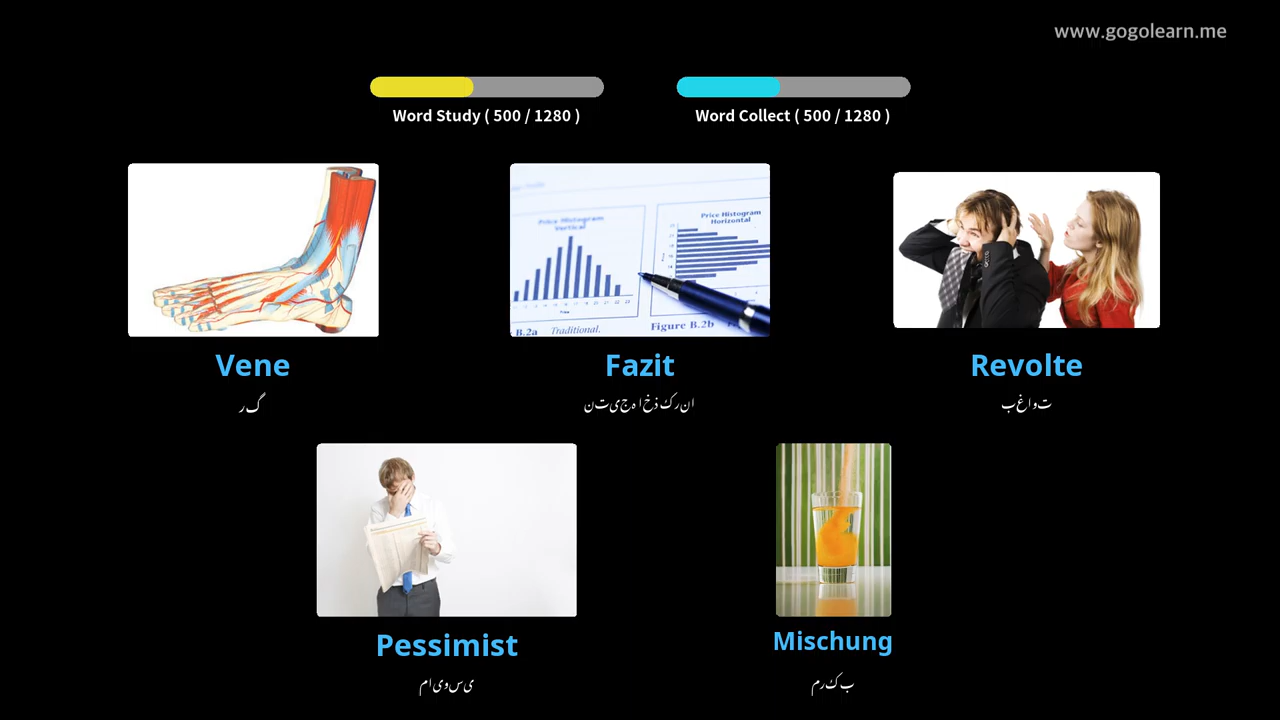 www.gogolearn.me
Word Study ( 500 / 1280 )
Word Collect ( 500 / 1280 )
Price Histogram Vertical
Price Histogram Horizontal
B.2a Traditional.
Figure B.2b
Vene
رگ
Fazit
نتیجہ اخذ کرنا
Revolte
بغاوت
Pessimist
مایوسی
Mischung
مرکب